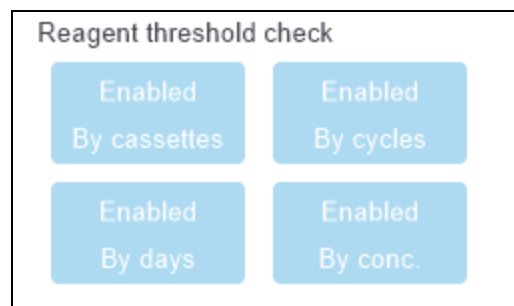 Reagent threshold check
Enabled
By cassettes
Enabled
By cycles
Enabled
By days
Enabled
By conc.